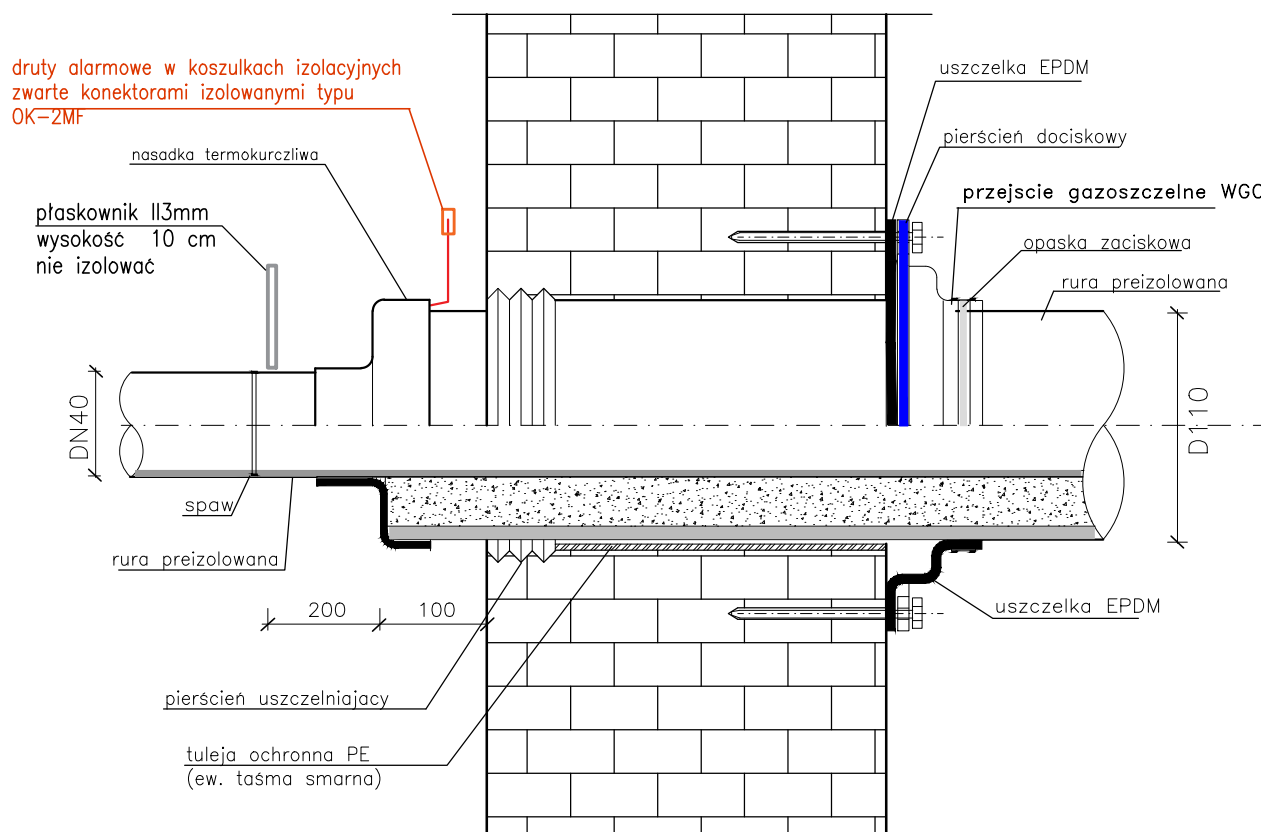 druty alarmowe w koszulkach izolacyjnych
zwarte konektorami izolowanymi typu
OK-2MF
uszczelka EPDM
pierścień dociskowy
nasadka termokurczliwa
przejscie gazoszczelne WGC
płaskownik II3mm
wysokość 10 cm
nie izolować
opaska zaciskowa
rura preizolowana
DN40
D110
spaw
rura preizolowana
200
100
uszczelka EPDM
pierścień uszczelniajacy
tuleja ochronna PE
(ew. taśma smarna)